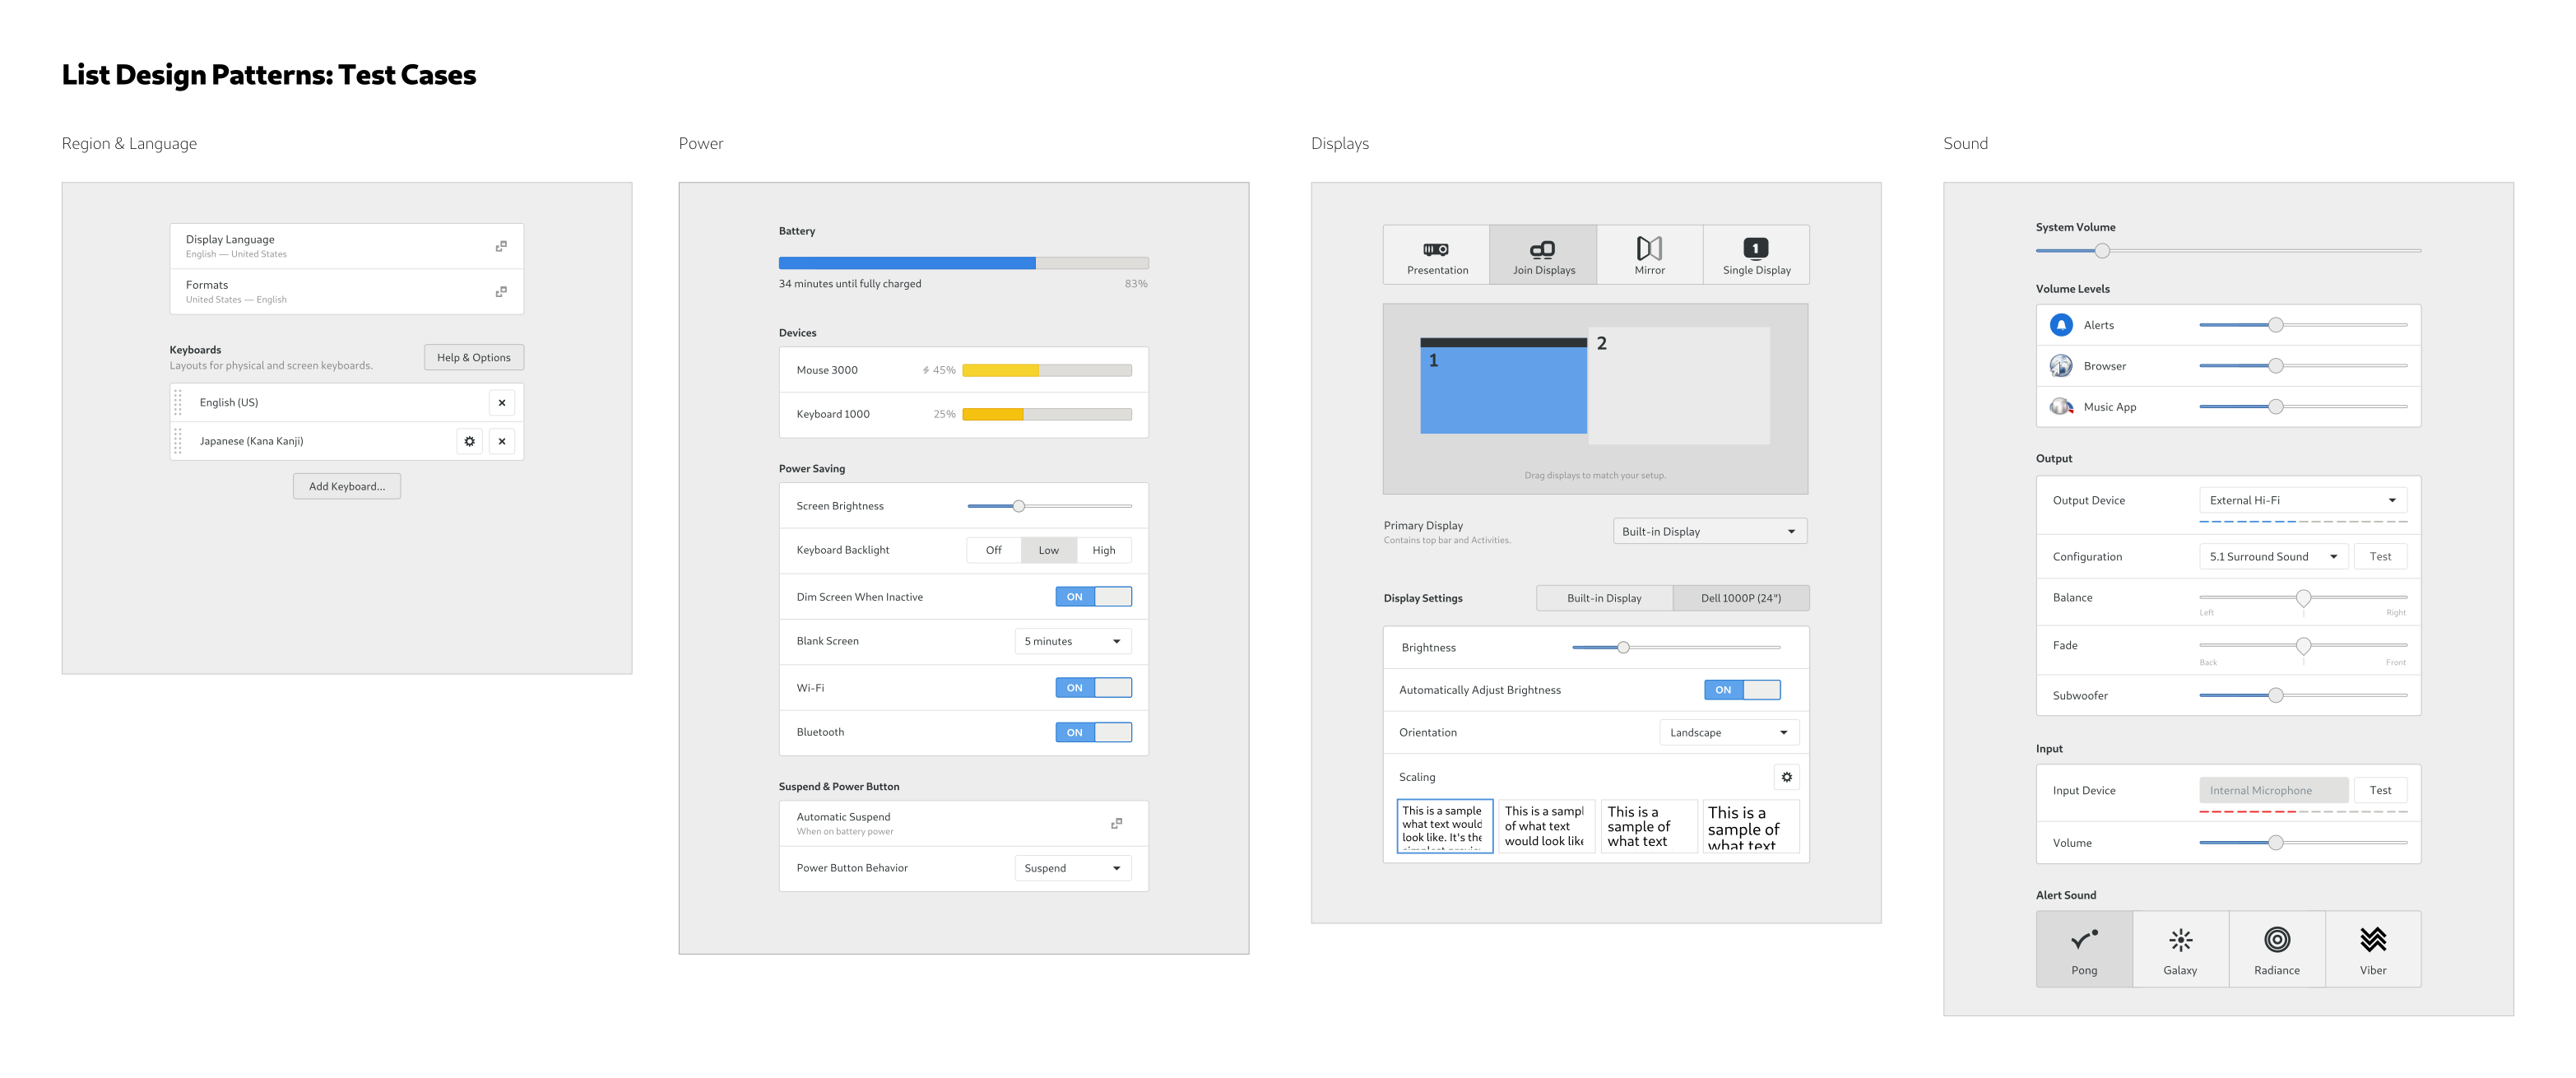 List Design Patterns: Test Cases
Region & Language
Display Language
English — United States
Formats
United States — English
Keyboards
Layouts for physical and screen keyboards.
Help & Options
English (US)
Japanese (Kana Kanji)
Add Keyboard...
Power
Battery
34 minutes until fully charged 83%
Devices
Mouse 3000 45%
Keyboard 1000 25%
Power Saving
Screen Brightness
Keyboard Backlight Off Low High
Dim Screen When Inactive ON
Blank Screen 5 minutes
Wi-Fi ON
Bluetooth ON
Suspend & Power Button
Automatic Suspend
When on battery power
Power Button Behavior Suspend
Displays
Presentation Join Displays Mirror 1 Single Display
1
2
Drag displays to match your setup.
Primary Display
Contains top bar and Activities.
Built-in Display
Display Settings Built-in Display Dell 1000P (24")
Brightness
Automatically Adjust Brightness ON
Orientation Landscape
Scaling
This is a sample
what text would
look like. It's the
This is a sampl
of what text
would look like
This is a
sample of
what text
This is a
sample of
what text
Sound
System Volume
Volume Levels
Alerts
Browser
Music App
Output
Output Device External Hi-Fi
Configuration 5.1 Surround Sound Test
Balance
Left Right
Fade
Back Front
Subwoofer
Input
Input Device Internal Microphone Test
Volume
Alert Sound
Pong Galaxy Radiance Viber